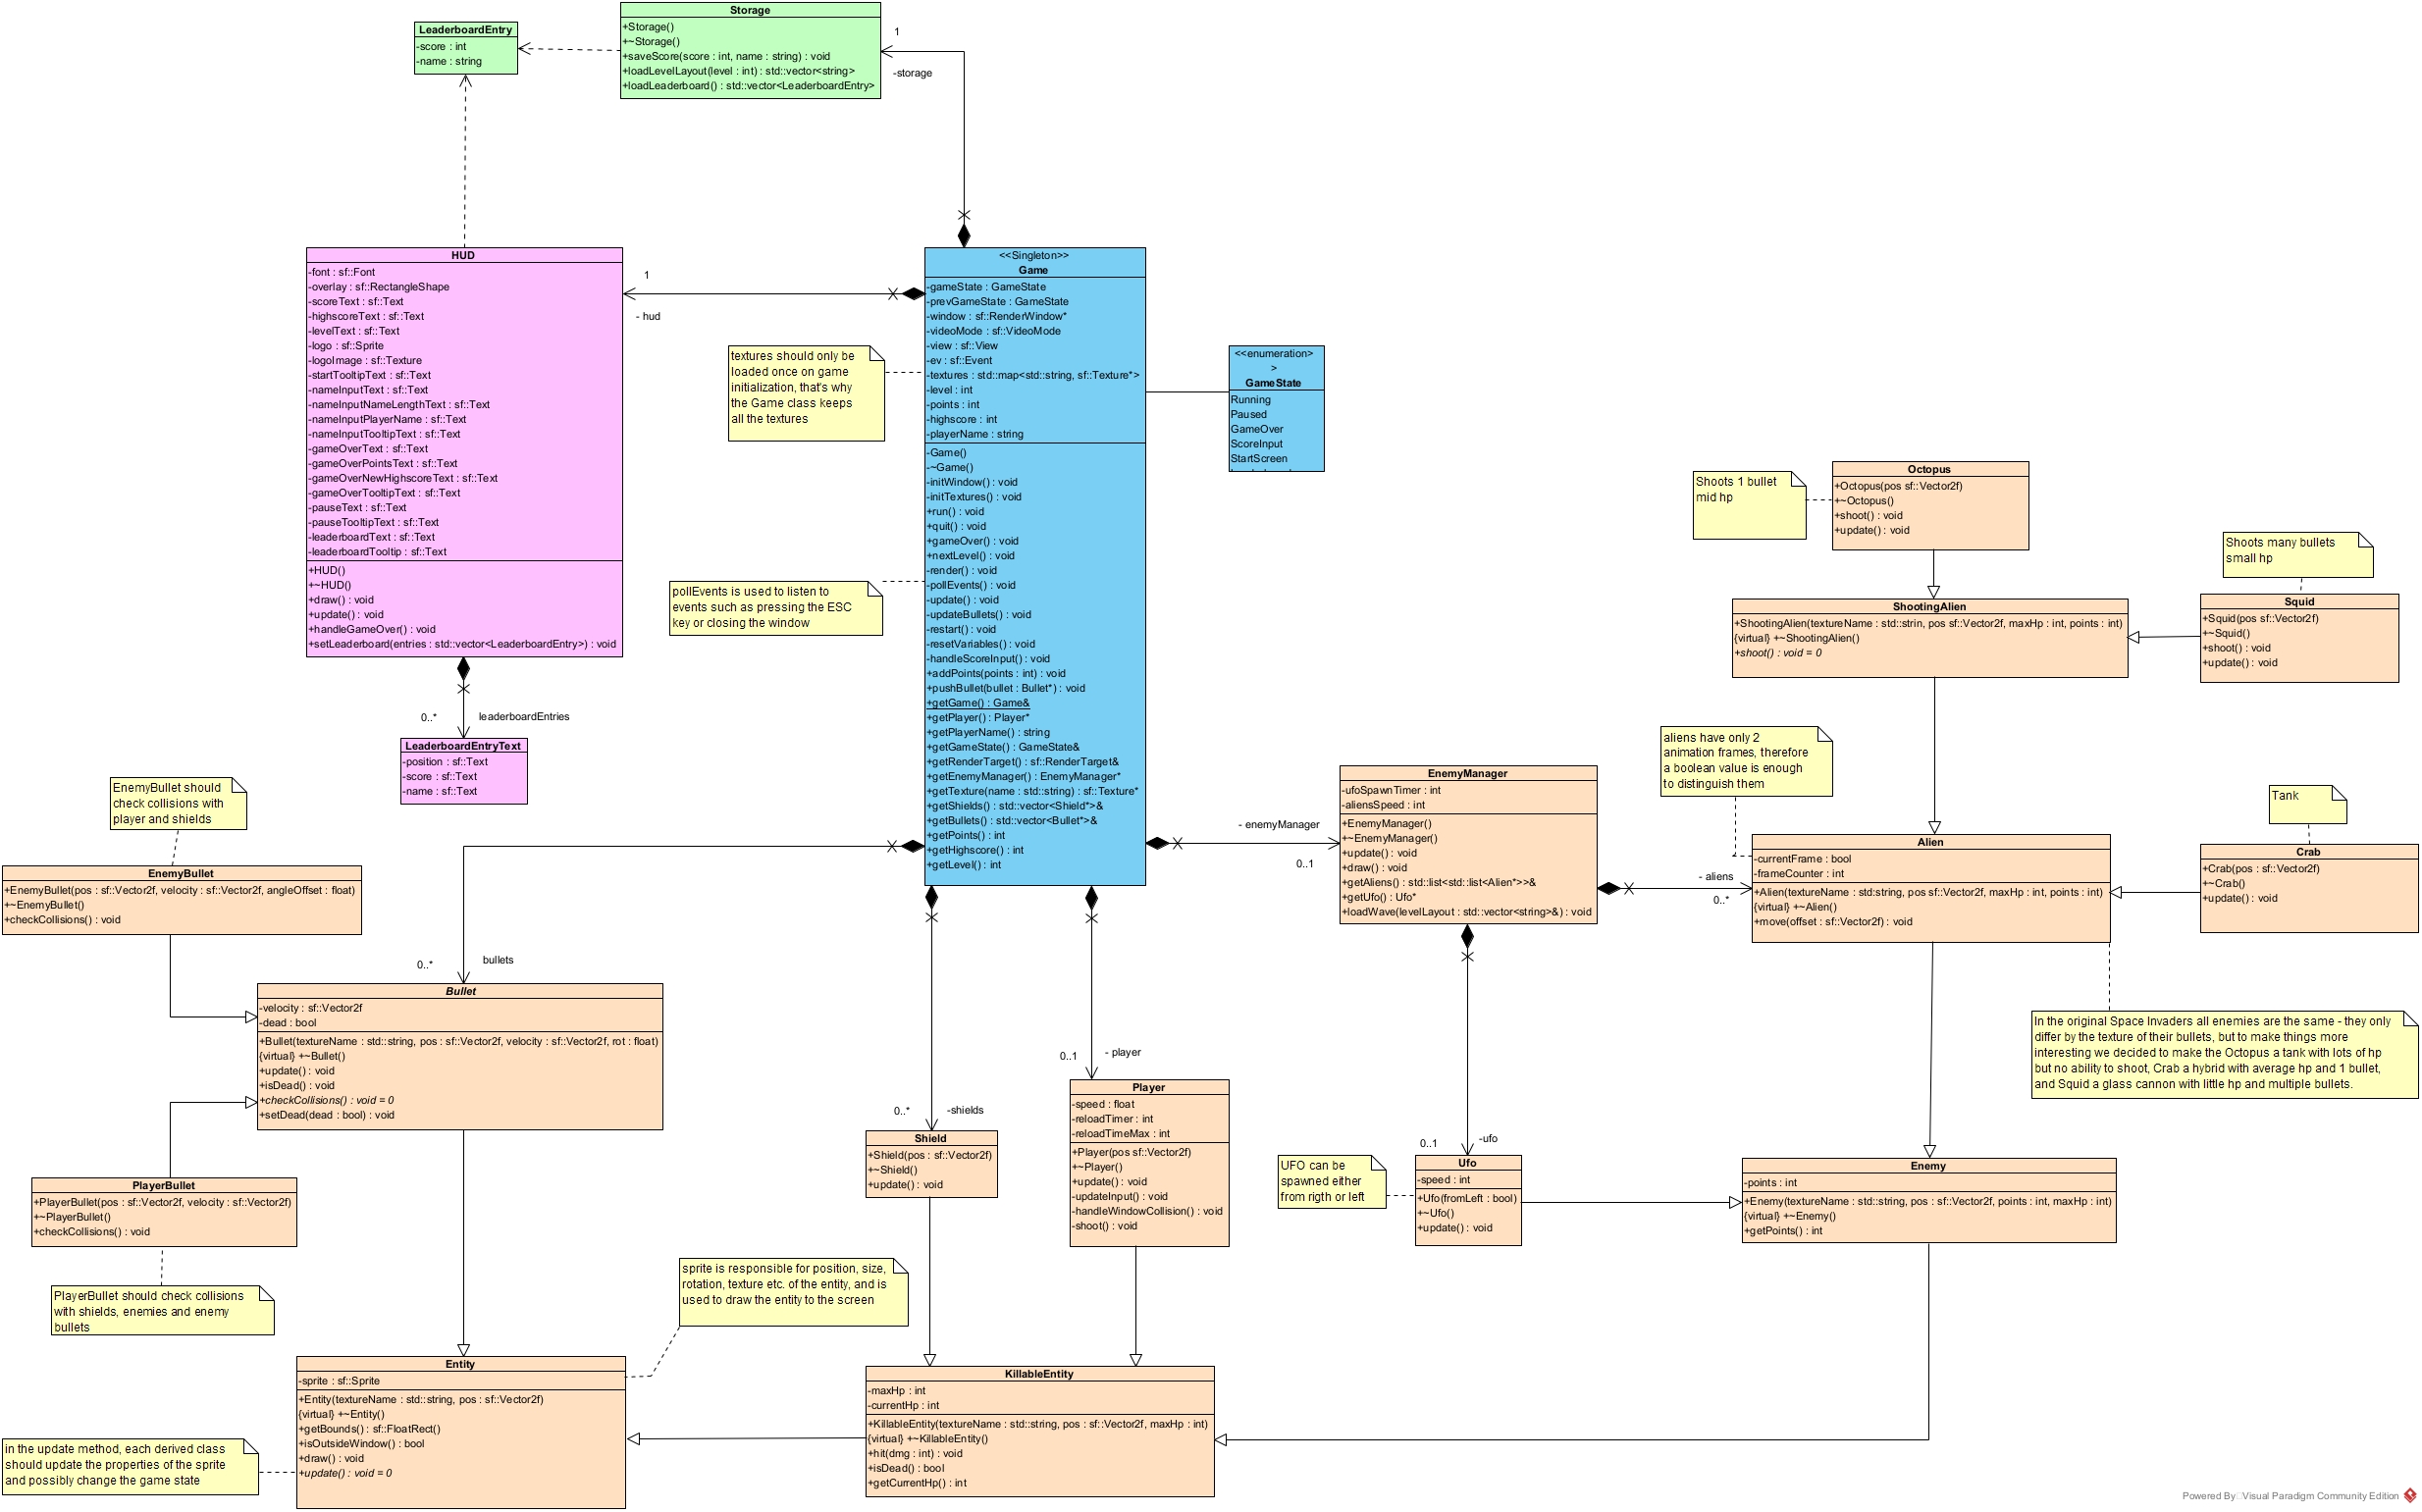 Storage
+Storage()
+~Storage()
+saveScore(score : int, name : string) : void
+loadLevelLayout(level : int) : std::vector<string>
+loadLeaderboard() : std::vector<LeaderboardEntry>
LeaderboardEntry
-score : int
-name : string
1
-storage
HUD
-font : sf::Font
-overlay : sf::RectangleShape
-scoreText : sf::Text
-highscoreText : sf::Text
-levelText : sf::Text
-logo : sf::Sprite
-logoImage : sf::Texture
-startTooltipText : sf::Text
-nameInputText : sf::Text
-nameInputNameLengthText : sf::Text
-nameInputPlayerName : sf::Text
-nameInputTooltipText : sf::Text
-gameOverText : sf::Text
-gameOverPointsText : sf::Text
-gameOverNewHighscoreText : sf::Text
-gameOverTooltipText : sf::Text
-pauseText : sf::Text
-pauseTooltipText : sf::Text
-leaderboardText : sf::Text
-leaderboardTooltip : sf::Text
+HUD()
+~HUD()
+draw() : void
+update() : void
+handleGameOver() : void
+setLeaderboard(entries : std::vector<LeaderboardEntry>) : void
1
- hud
textures should only be
loaded once on game
initialization, that's why
the Game class keeps
all the textures
pollEvents is used to listen to
events such as pressing the ESC
key or closing the window
<<Singleton>>
Game
-gameState : GameState
-prevGameState : GameState
-window : sf::RenderWindow*
-videoMode : sf::VideoMode
-view : sf::View
-ev : sf::Event
-textures : std::map<std::string, sf::Texture*>
-level : int
-points : int
-highscore : int
-playerName : string
-Game()
-~Game()
-initWindow() : void
-initTextures() : void
+run() : void
+quit() : void
+gameOver() : void
+nextLevel() : void
-render() : void
-pollEvents() : void
-update() : void
-updateBullets() : void
-restart() : void
-resetVariables() : void
-handleScoreInput() : void
+addPoints(points : int) : void
+pushBullet(bullet : Bullet*) : void
+getGame() : Game&
+getPlayer() : Player*
+getPlayerName() : string
+getGameState() : GameState&
+getRenderTarget() : sf::RenderTarget&
+getEnemyManager() : EnemyManager*
+getTexture(name : std::string) : sf::Texture*
+getShields() : std::vector<Shield*>&
+getBullets() : std::vector<Bullet*>&
+getPoints() : int
+getHighscore() : int
+getLevel() : int
<<enumeration>
>
GameState
Running
Paused
GameOver
ScoreInput
StartScreen
Shoots 1 bullet
mid hp
Octopus
+Octopus(pos sf::Vector2f)
+~Octopus()
+shoot() : void
+update() : void
Shoots many bullets
small hp
ShootingAlien
+ShootingAlien(textureName : std::strin, pos sf::Vector2f, maxHp : int, points : int)
{virtual} +~ShootingAlien()
+shoot() : void = 0
Squid
+Squid(pos sf::Vector2f)
+~Squid()
+shoot() : void
+update() : void
0..*
leaderboardEntries
LeaderboardEntryText
-position : sf::Text
-score : sf::Text
-name : sf::Text
aliens have only 2
animation frames, therefore
a boolean value is enough
to distinguish them
EnemyBullet should
check collisions with
player and shields
- enemyManager
0..1
EnemyManager
-ufoSpawnTimer : int
-aliensSpeed : int
+EnemyManager()
+~EnemyManager()
+update() : void
+draw() : void
+getAliens() : std::list<std::list<Alien*>>&
+getUfo() : Ufo*
+loadWave(levelLayout : std::vector<string>&) : void
- aliens
0..*
Alien
-currentFrame : bool
-frameCounter : int
+Alien(textureName : std:string, pos sf::Vector2f, maxHp : int, points : int)
{virtual} +~Alien()
+move(offset : sf::Vector2f) : void
Tank
Crab
+Crab(pos : sf::Vector2f)
+~Crab()
+update() : void
EnemyBullet
+EnemyBullet(pos : sf::Vector2f, velocity : sf::Vector2f, angleOffset : float)
+~EnemyBullet()
+checkCollisions() : void
0..*
bullets
Bullet
-velocity : sf::Vector2f
-dead : bool
+Bullet(textureName : std::string, pos : sf::Vector2f, velocity : sf::Vector2f, rot : float)
{virtual} +~Bullet()
+update() : void
+isDead() : void
+checkCollisions() : void = 0
+setDead(dead : bool) : void
In the original Space Invaders all enemies are the same - they only
differ by the texture of their bullets, but to make things more
interesting we decided to make the Octopus a tank with lots of hp
but no ability to shoot, Crab a hybrid with average hp and 1 bullet,
and Squid a glass cannon with little hp and multiple bullets.
0..*
-shields
0..1
- player
Shield
+Shield(pos : sf::Vector2f)
+~Shield()
+update() : void
Player
-speed : float
-reloadTimer : int
-reloadTimeMax : int
+Player(pos sf::Vector2f)
+~Player()
+update() : void
-updateInput() : void
-handleWindowCollision() : void
-shoot() : void
UFO can be
spawned either
from rigth or left
0..1
-ufo
Ufo
-speed : int
+Ufo(fromLeft : bool)
+~Ufo()
+update() : void
Enemy
-points : int
+Enemy(textureName : std::string, pos : sf::Vector2f, points : int, maxHp : int)
{virtual} +~Enemy()
+getPoints() : int
PlayerBullet
+PlayerBullet(pos : sf::Vector2f, velocity : sf::Vector2f)
+~PlayerBullet()
+checkCollisions() : void
PlayerBullet should check collisions
with shields, enemies and enemy
bullets
sprite is responsible for position, size,
rotation, texture etc. of the entity, and is
used to draw the entity to the screen
Entity
-sprite : sf::Sprite
+Entity(textureName : std::string, pos : sf::Vector2f)
{virtual} +~Entity()
+getBounds() : sf::FloatRect()
+isOutsideWindow() : bool
+draw() : void
+update() : void = 0
in the update method, each derived class
should update the properties of the sprite
and possibly change the game state
KillableEntity
-maxHp : int
-currentHp : int
+KillableEntity(textureName : std::string, pos : sf::Vector2f, maxHp : int)
{virtual} +~KillableEntity()
+hit(dmg : int) : void
+isDead() : bool
+getCurrentHp() : int
Powered By Visual Paradigm Community Edition